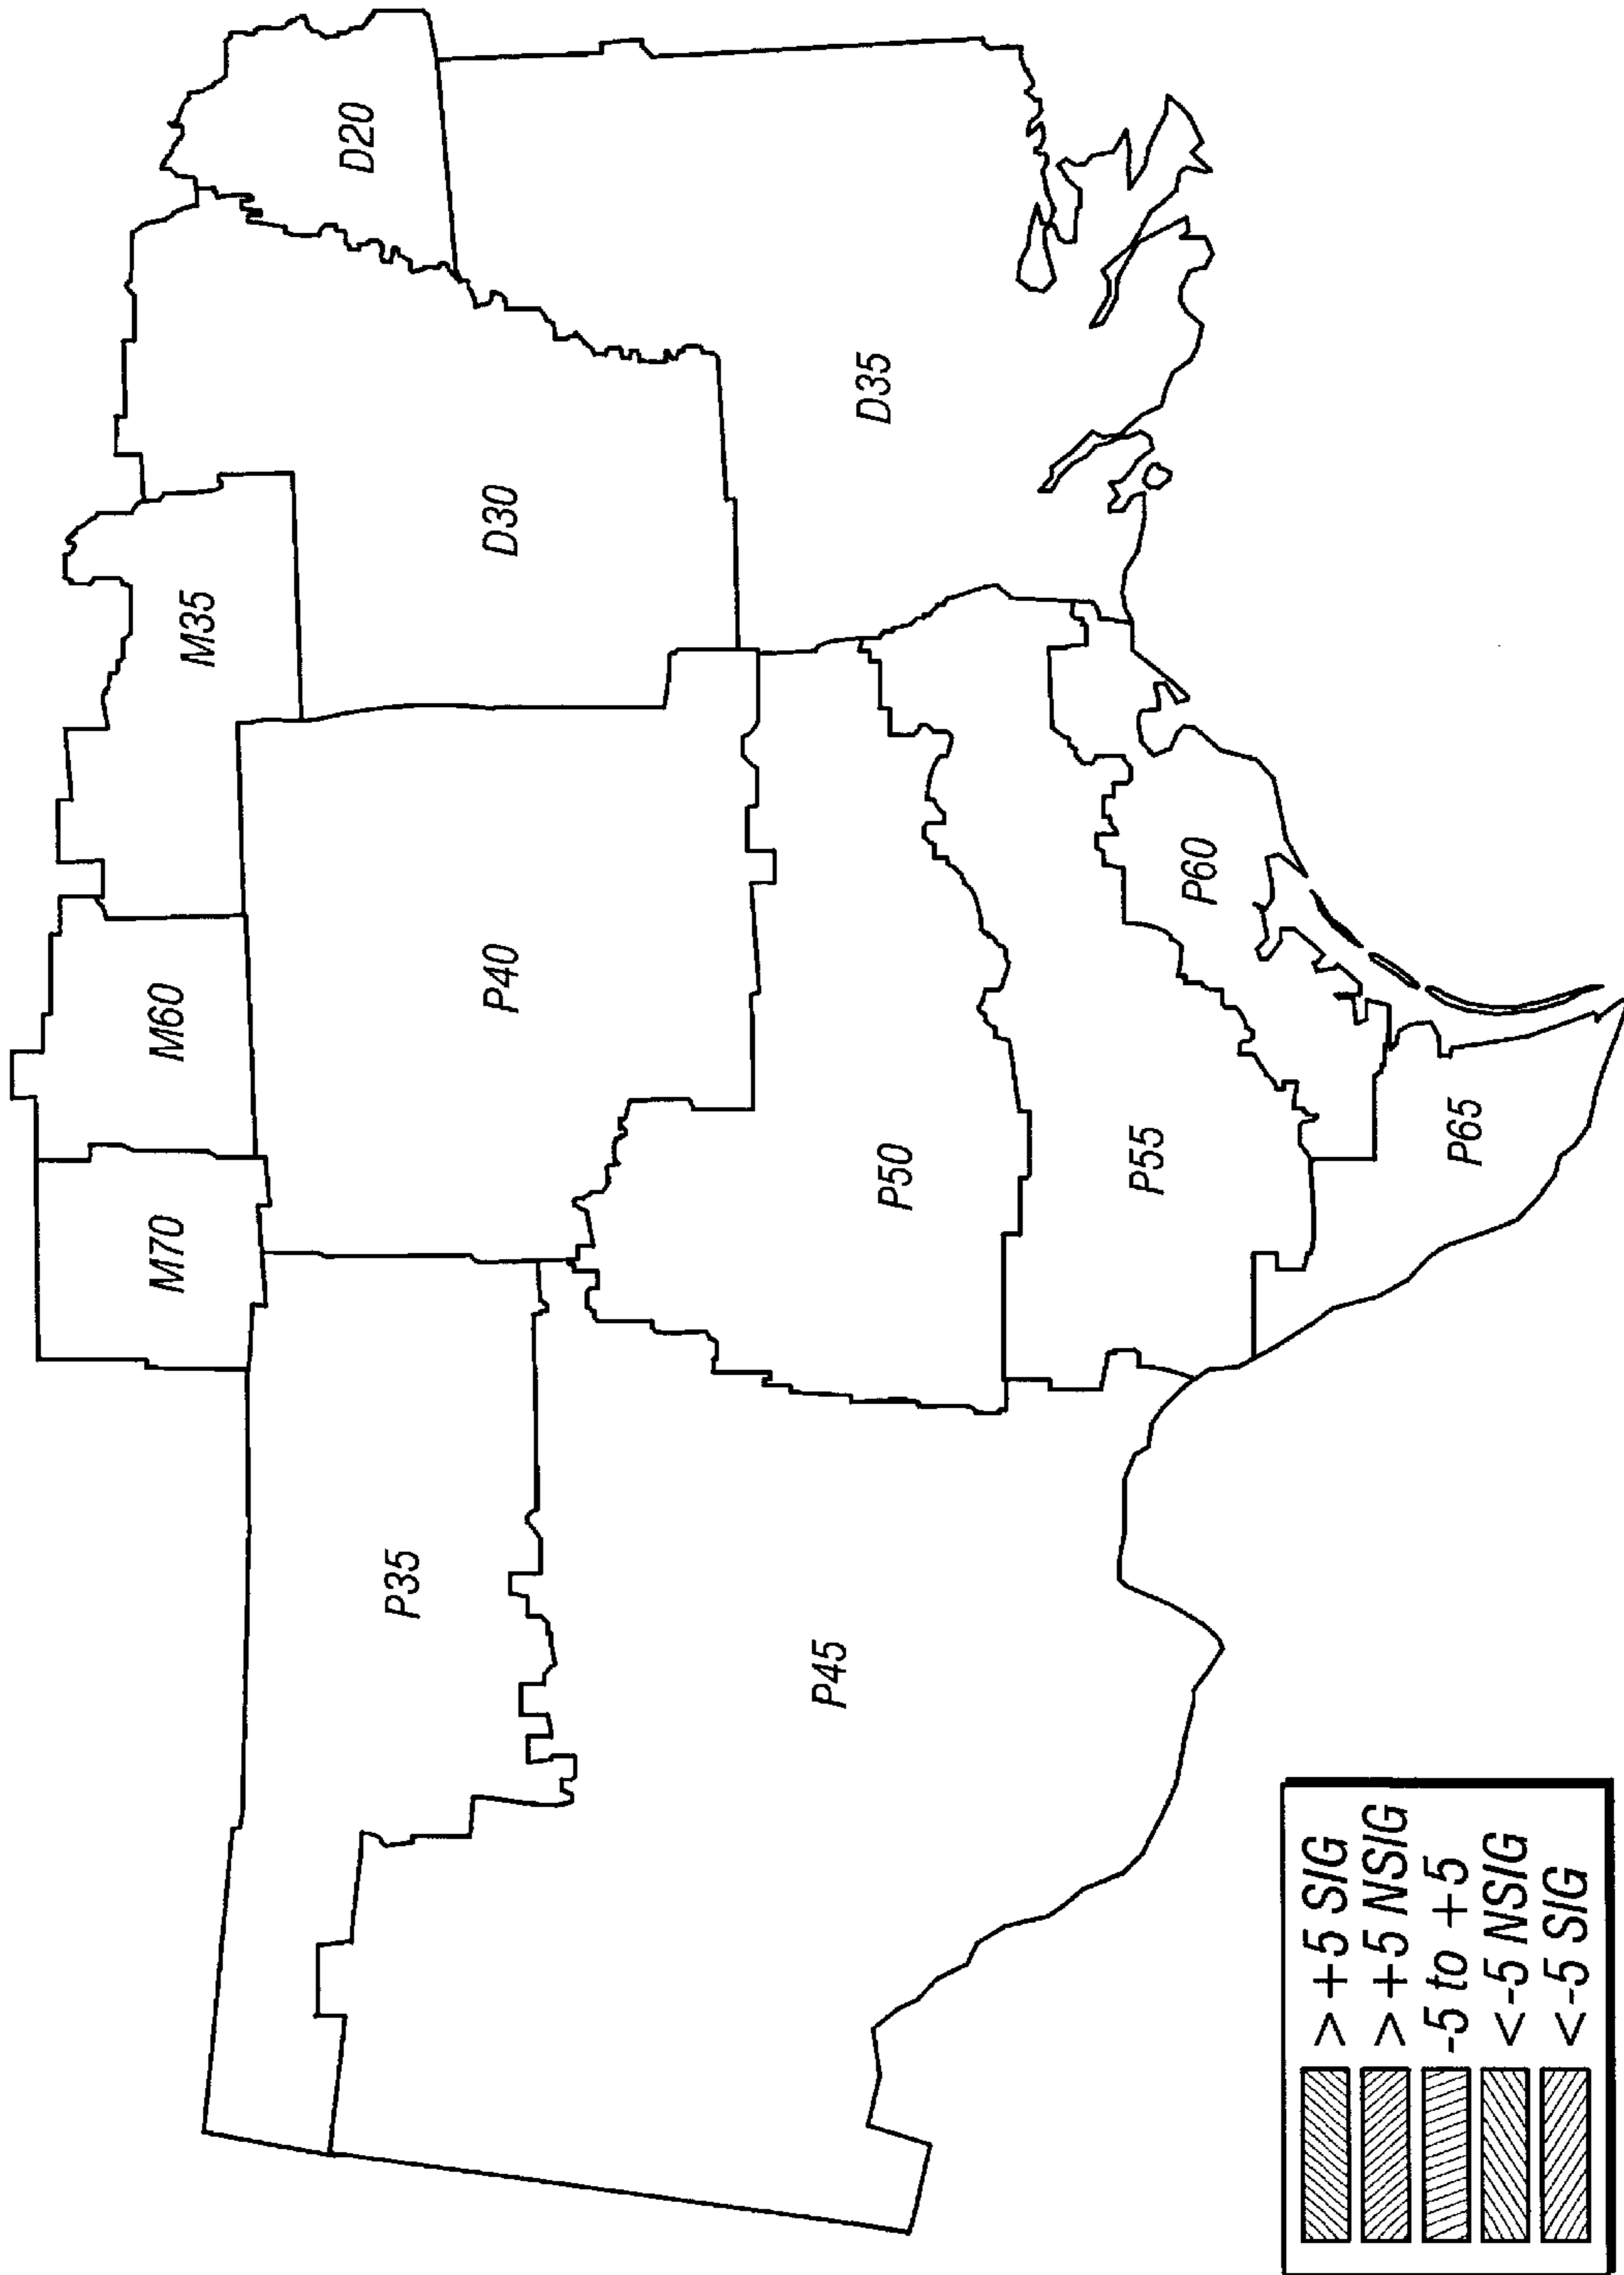 M70
M60
M35
D20
P35
P40
D30
P45
P50
D35
P55
P60
P65
> +5 SIG
> +5 NSIG
-5 to +5
< -5 NSIG
< -5 SIG